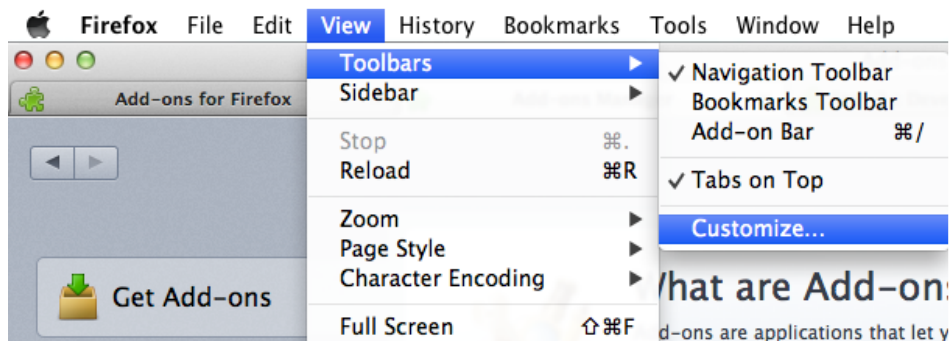 Firefox File Edit View History Bookmarks Tools Window Help
Add-ons for Firefox
Toolbars
Sidebar
Stop ⌘.
Reload ⌘R
Zoom
Page Style
Character Encoding
Full Screen ⇧⌘F
✓ Navigation Toolbar
Bookmarks Toolbar
Add-on Bar ⌘/
✓ Tabs on Top
Customize...
Get Add-ons
What are Add-ons
Add-ons are applications that let